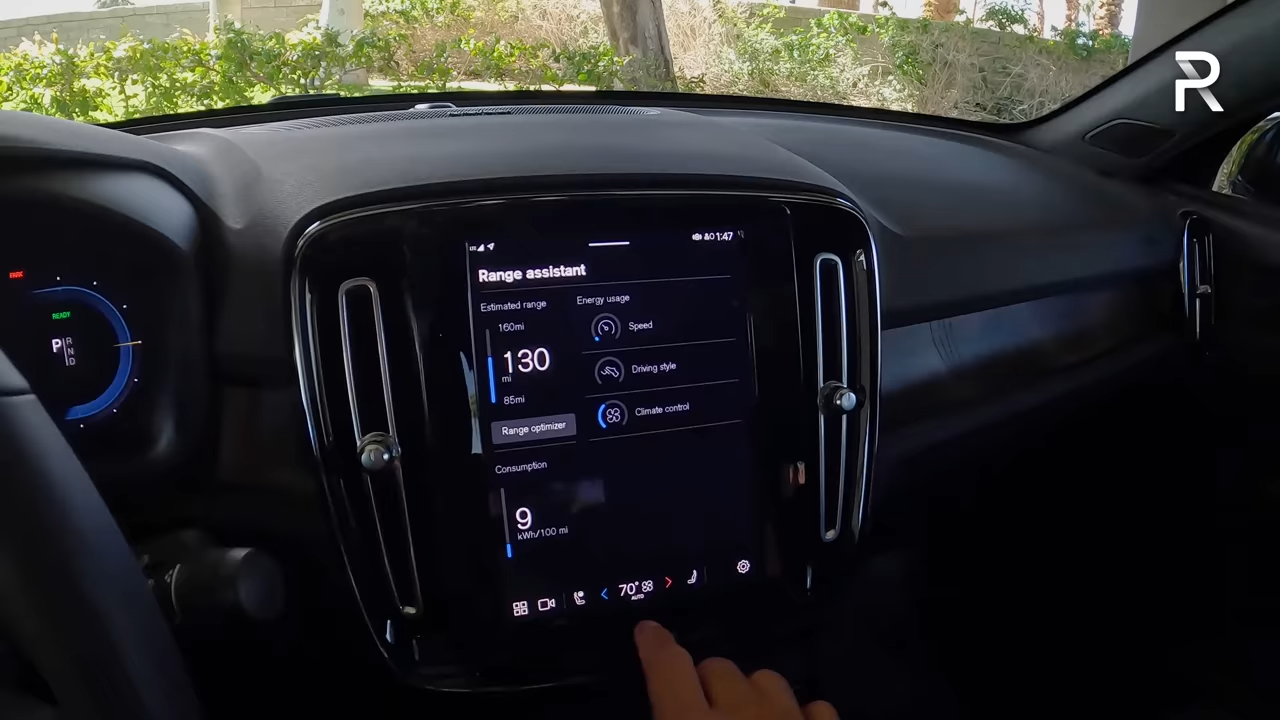 LTE
1:47
Range assistant
Estimated range
Energy usage
160mi
Speed
130
mi
Driving style
85mi
Climate control
Range optimizer
Consumption
9
kWh/100 mi
70°
AUTO
READY
P R
N
D
R